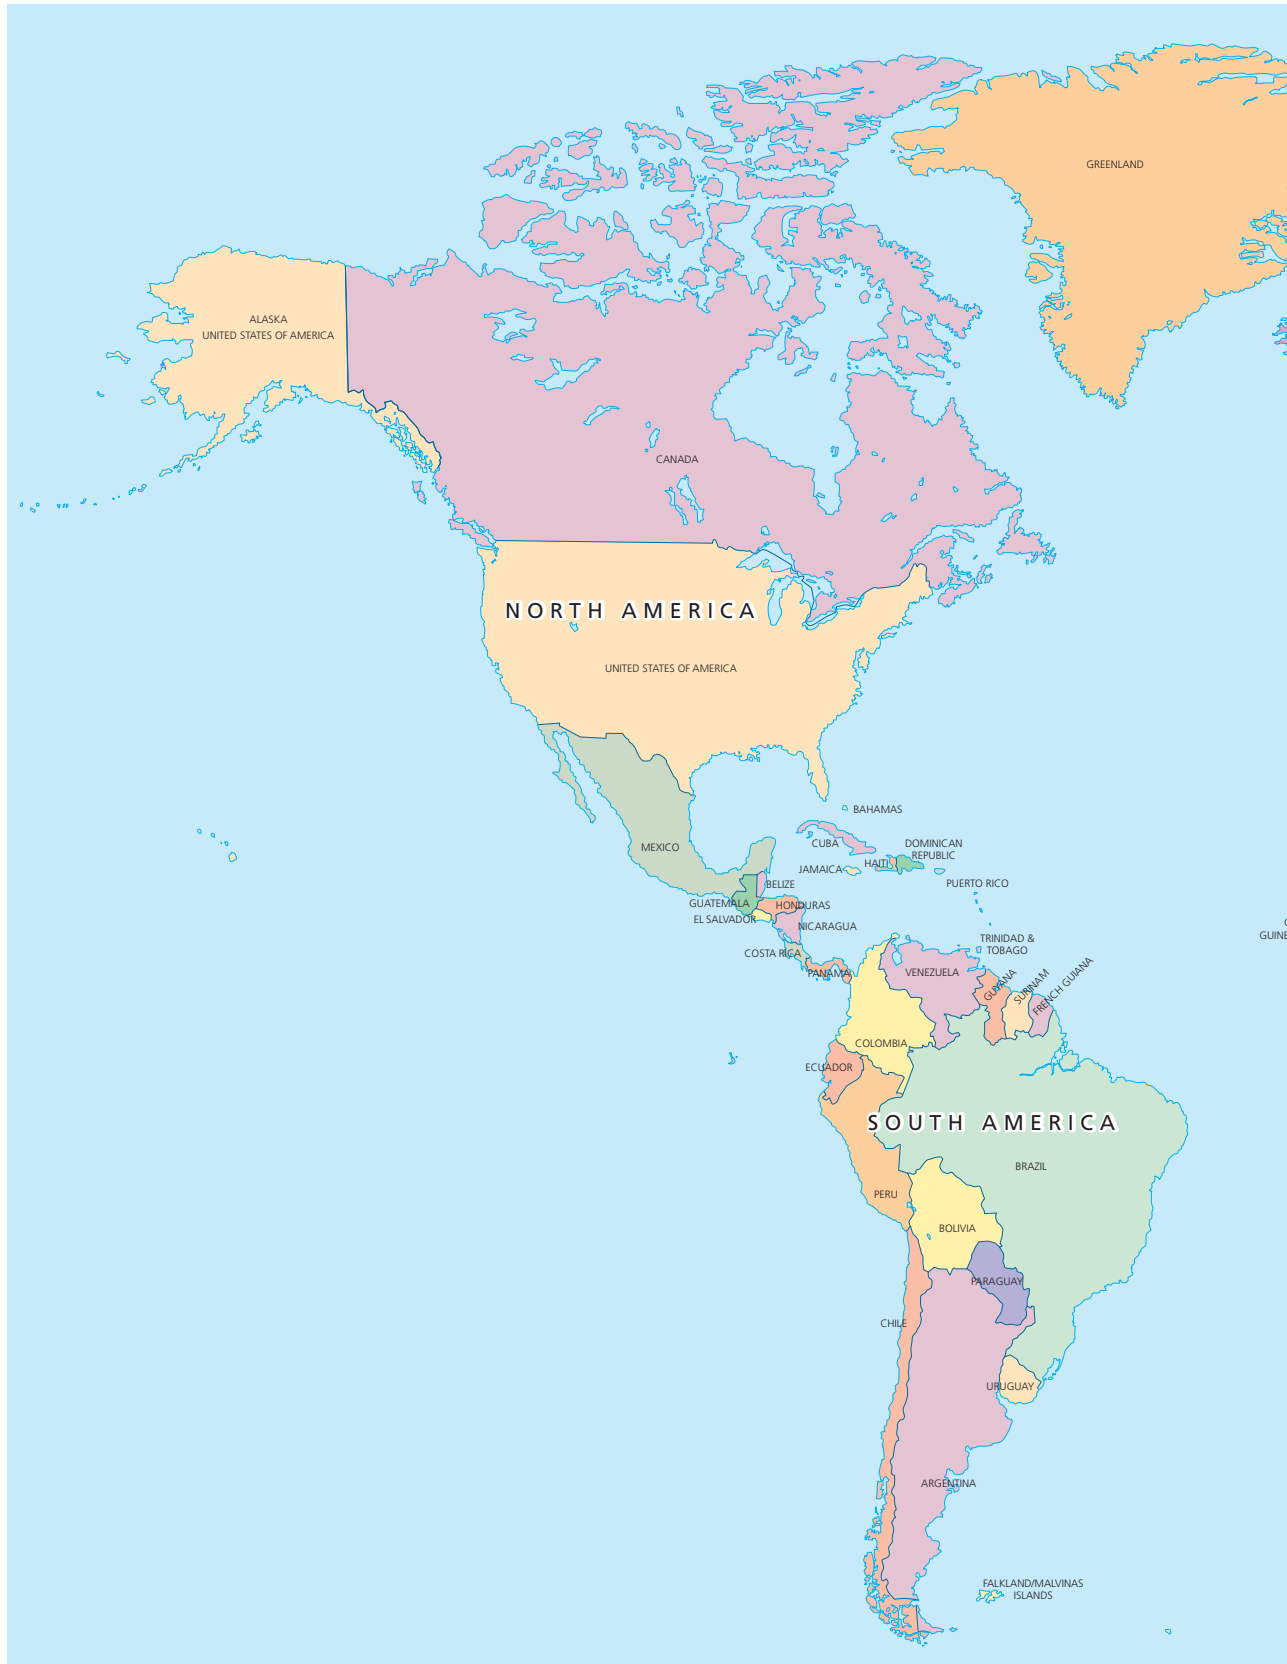 GREENLAND
ALASKA
UNITED STATES OF AMERICA
CANADA
NORTH AMERICA
UNITED STATES OF AMERICA
BAHAMAS
CUBA
DOMINICAN
REPUBLIC
MEXICO
HAITI
JAMAICA
BELIZE
PUERTO RICO
GUATEMALA
HONDURAS
EL SALVADOR
NICARAGUA
TRINIDAD &
TOBAGO
COSTA RICA
PANAMA
VENEZUELA
GUYANA
SURINAM
FRENCH GUIANA
COLOMBIA
ECUADOR
SOUTH AMERICA
BRAZIL
PERU
BOLIVIA
PARAGUAY
CHILE
URUGUAY
ARGENTINA
FALKLAND/MALVINAS
ISLANDS